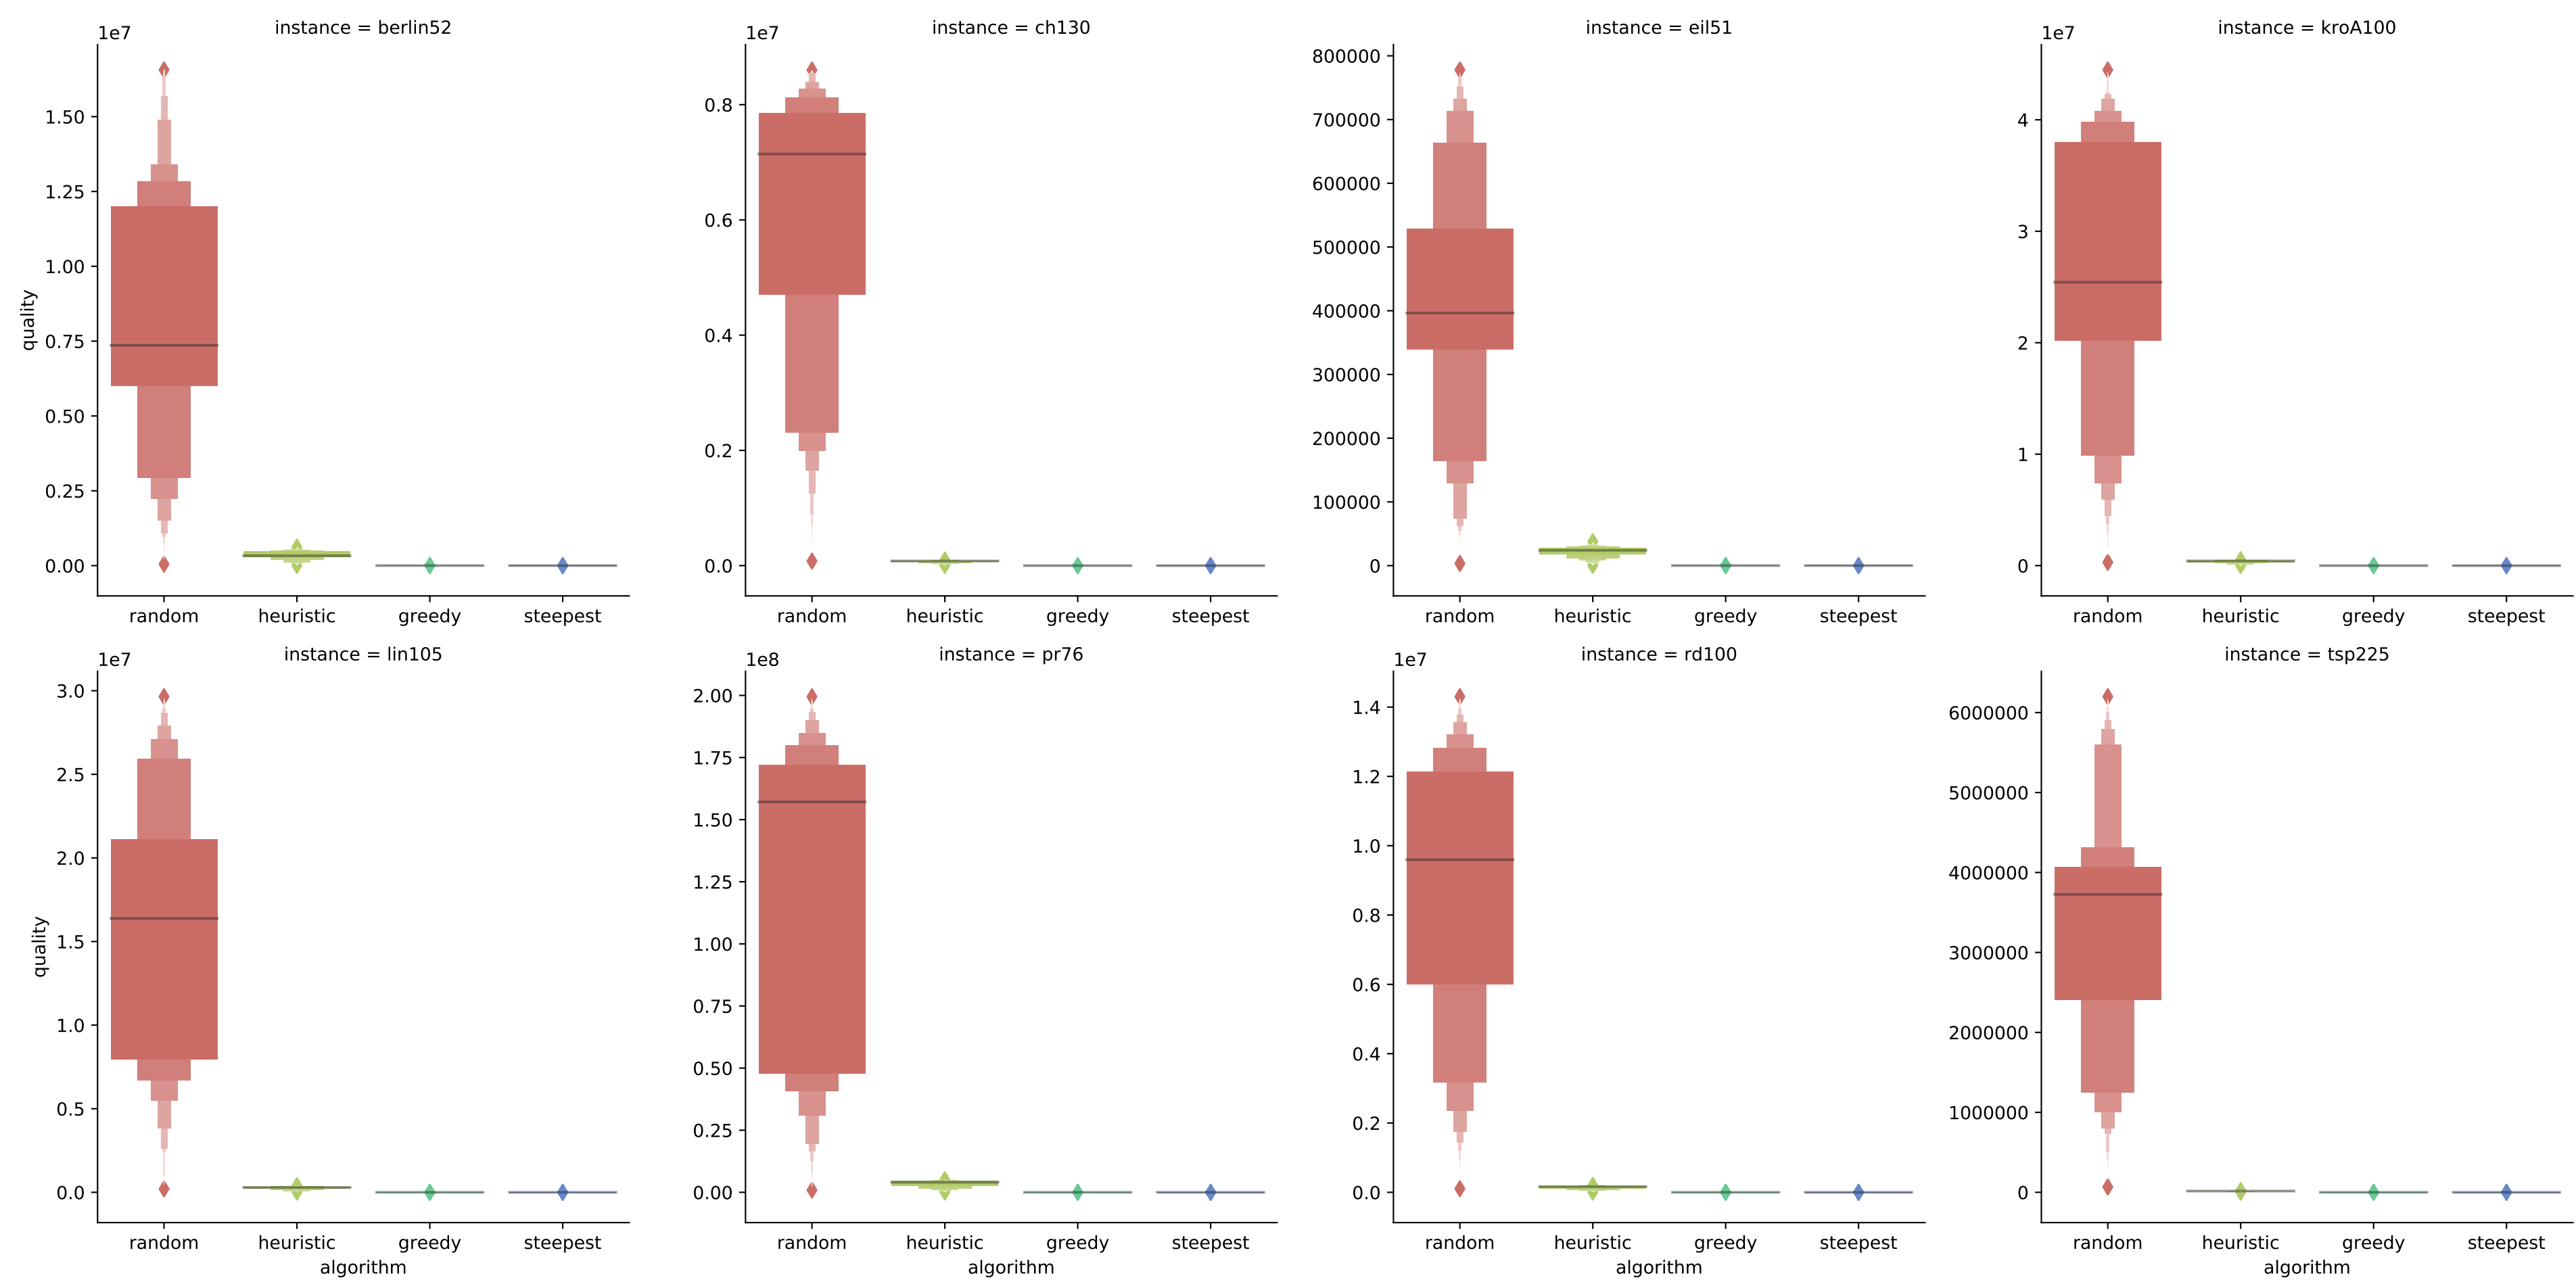 instance = berlin52
1e7
quality
1.50
1.25
1.00
0.75
0.50
0.25
0.00
random heuristic greedy steepest
instance = ch130
1e7
0.8
0.6
0.4
0.2
0.0
random heuristic greedy steepest
instance = eil51
800000
700000
600000
500000
400000
300000
200000
100000
0
random heuristic greedy steepest
instance = kroA100
1e7
4
3
2
1
0
random heuristic greedy steepest
instance = lin105
1e7
quality
3.0
2.5
2.0
1.5
1.0
0.5
0.0
random heuristic greedy steepest
algorithm
instance = pr76
1e8
2.00
1.75
1.50
1.25
1.00
0.75
0.50
0.25
0.00
random heuristic greedy steepest
algorithm
instance = rd100
1e7
1.4
1.2
1.0
0.8
0.6
0.4
0.2
0.0
random heuristic greedy steepest
algorithm
instance = tsp225
6000000
5000000
4000000
3000000
2000000
1000000
0
random heuristic greedy steepest
algorithm